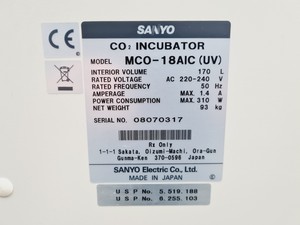 SANYO
CO₂ INCUBATOR
MODEL MCO-18AIC (UV)
INTERIOR VOLUME 170 L
RATED VOLTAGE AC 220-240 V
RATED FREQUENCY 50 Hz
AMPERAGE MAX. 1.4 A
POWER CONSUMPTION MAX. 310 W
NET WEIGHT 93 kg
SERIAL NO. 08070317
Rx Only
1-1-1 Sakata, Oizumi-Machi, Ora-Gun
Gunma-Ken 370-0596 Japan
SANYO Electric Co., Ltd.
MADE IN JAPAN
USP No. 5,519,188
USP No. 6,255,103
CE